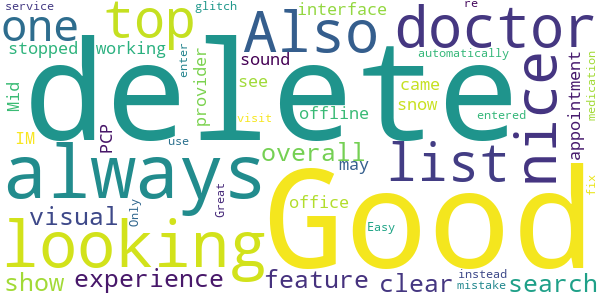 service
top
glitch
interface
re
one
Also
doctor
stopped
working
enter
provider
sound
automatically
delete
see
came
nice
appointment
medication
Mid
snow
offline
entered
visit
IM
PCP
use
overall
may
list
always
Good
fix
visual
Only
Great
office
Easy
looking
show
experience
feature
clear
instead
mistake
search